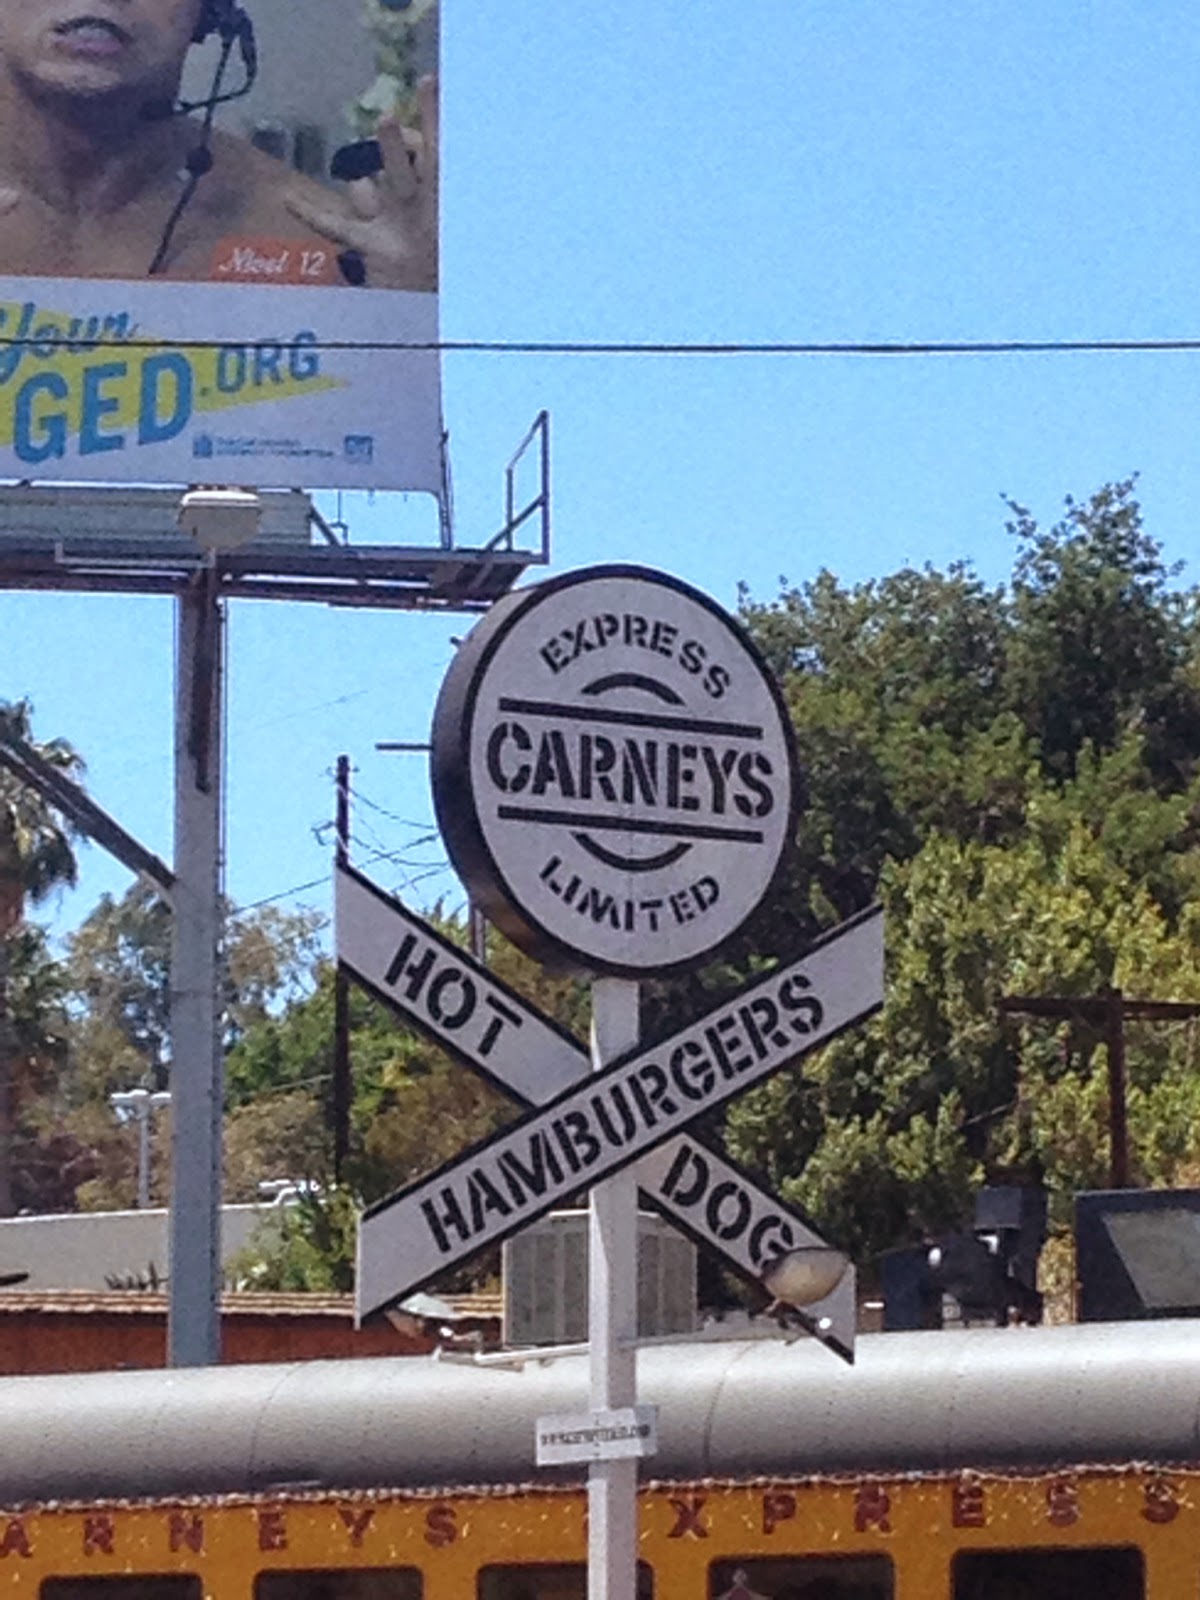 Your
GED.ORG
EXPRESS
CARNEYS
LIMITED
HOT DOG
HAMBURGERS
ARNEYS EXPRESS